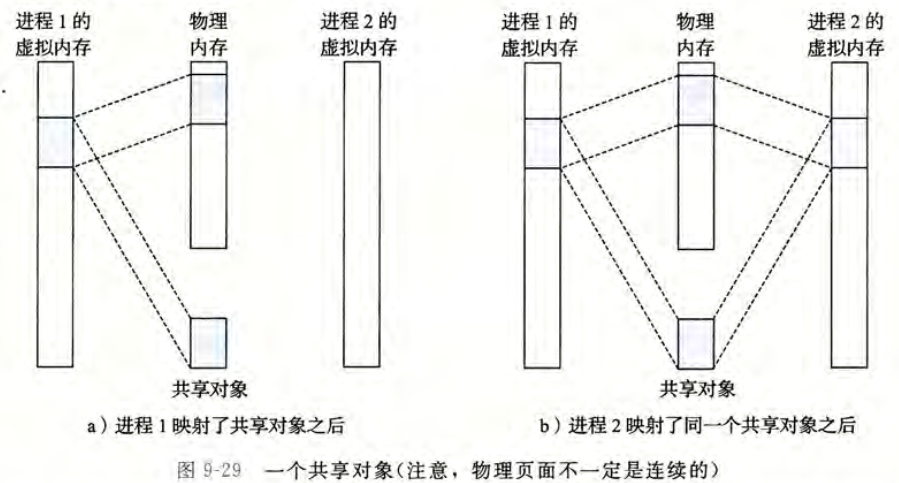 进程 1 的
虚拟内存
物理
内存
进程 2 的
虚拟内存
共享对象
a）进程 1 映射了共享对象之后
进程 1 的
虚拟内存
物理
内存
进程 2 的
虚拟内存
共享对象
b）进程 2 映射了同一个共享对象之后
图 9-29 一个共享对象(注意，物理页面不一定是连续的)